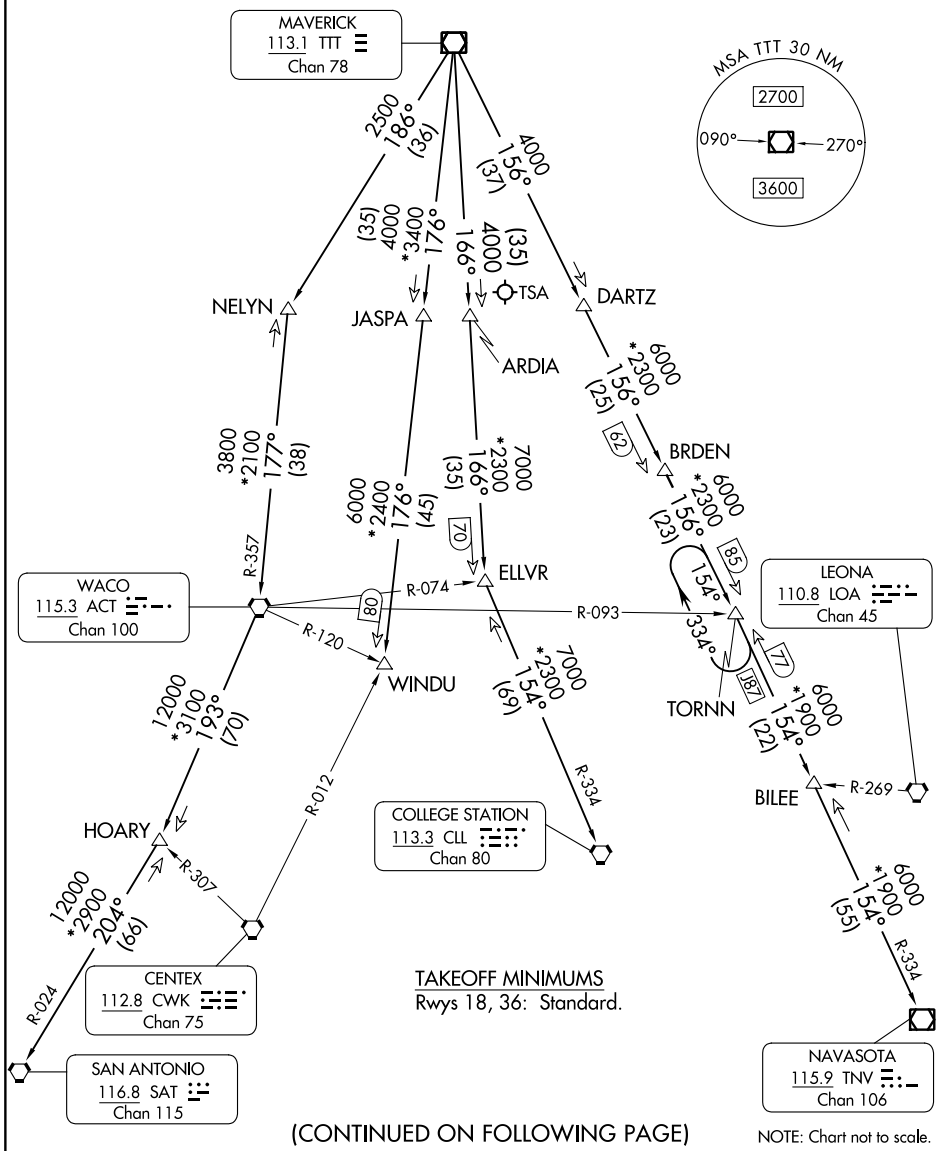 MAVERICK
113.1 TTT
Chan 78
MSA TTT 30 NM
2700
090°
270°
3600
2500
186°
(36)
(35)
4000
*3400
176°
(35)
4000
166°
4000
156°
(37)
TSA
NELYN
JASPA
ARDIA
DARTZ
3800
*2100
177°
(38)
6000
*2400
176°
(45)
7000
*2300
166°
(35)
6000
*2300
156°
(25)
62
BRDEN
6000
*2300
156°
(23)
70
80
85
R-357
WACO
115.3 ACT
Chan 100
R-074
ELLVR
R-093
R-120
WINDU
154°
334°
J87
77
TORNN
LEONA
110.8 LOA
Chan 45
12000
*3100
193°
(70)
7000
*2300
154°
(69)
6000
*1900
154°
(22)
R-012
R-334
BILEE
R-269
HOARY
R-307
COLLEGE STATION
113.3 CLL
Chan 80
12000
*2900
204°
(66)
6000
*1900
154°
(55)
R-334
R-024
CENTEX
112.8 CWK
Chan 75
TAKEOFF MINIMUMS
Rwys 18, 36: Standard.
SAN ANTONIO
116.8 SAT
Chan 115
NAVASOTA
115.9 TNV
Chan 106
(CONTINUED ON FOLLOWING PAGE)
NOTE: Chart not to scale.